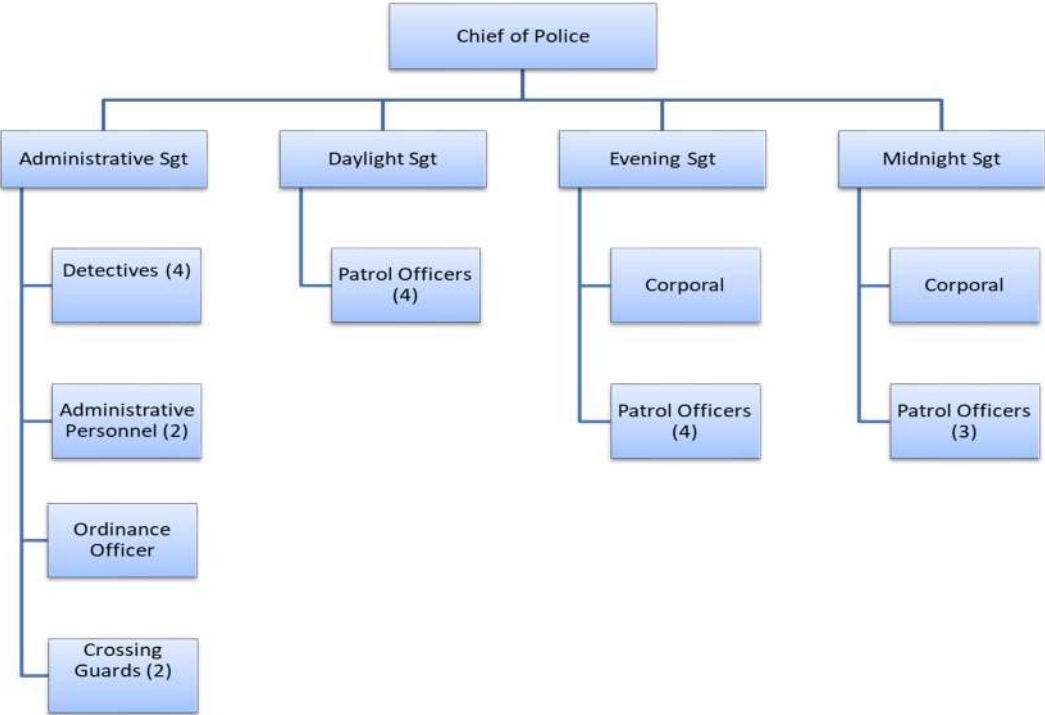 Chief of Police
Administrative Sgt
Daylight Sgt
Evening Sgt
Midnight Sgt
Detectives (4)
Patrol Officers
(4)
Corporal
Corporal
Administrative
Personnel (2)
Patrol Officers
(4)
Patrol Officers
(3)
Ordinance
Officer
Crossing
Guards (2)